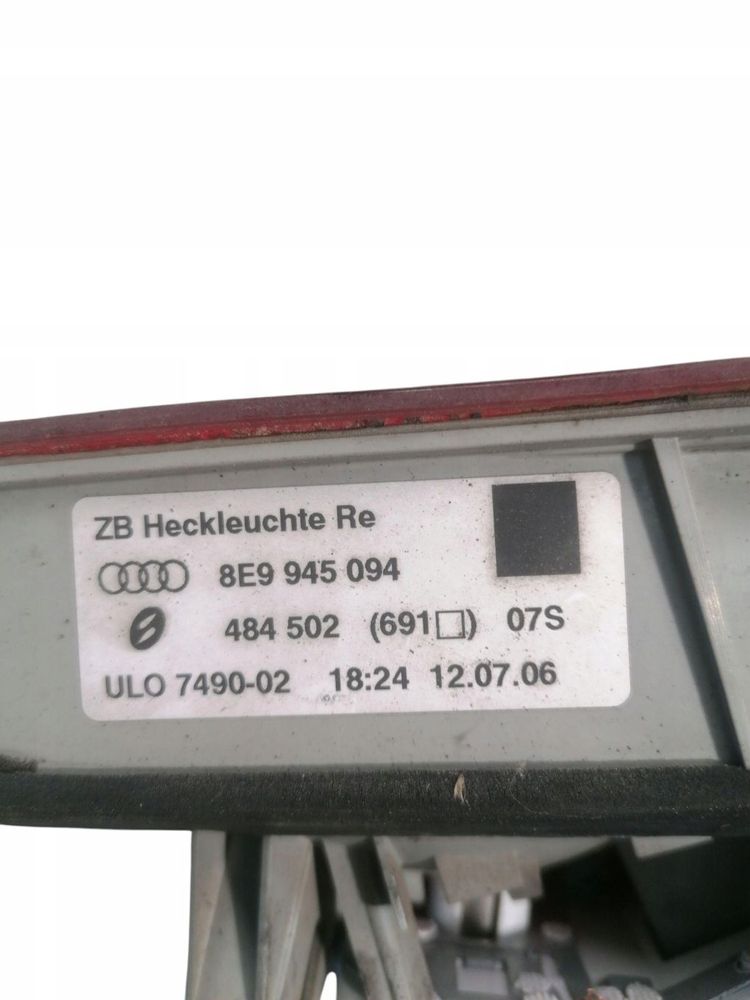 ZB Heckleuchte Re
8E9 945 094
484 502 (691□) 07S
ULO 7490-02 18:24 12.07.06